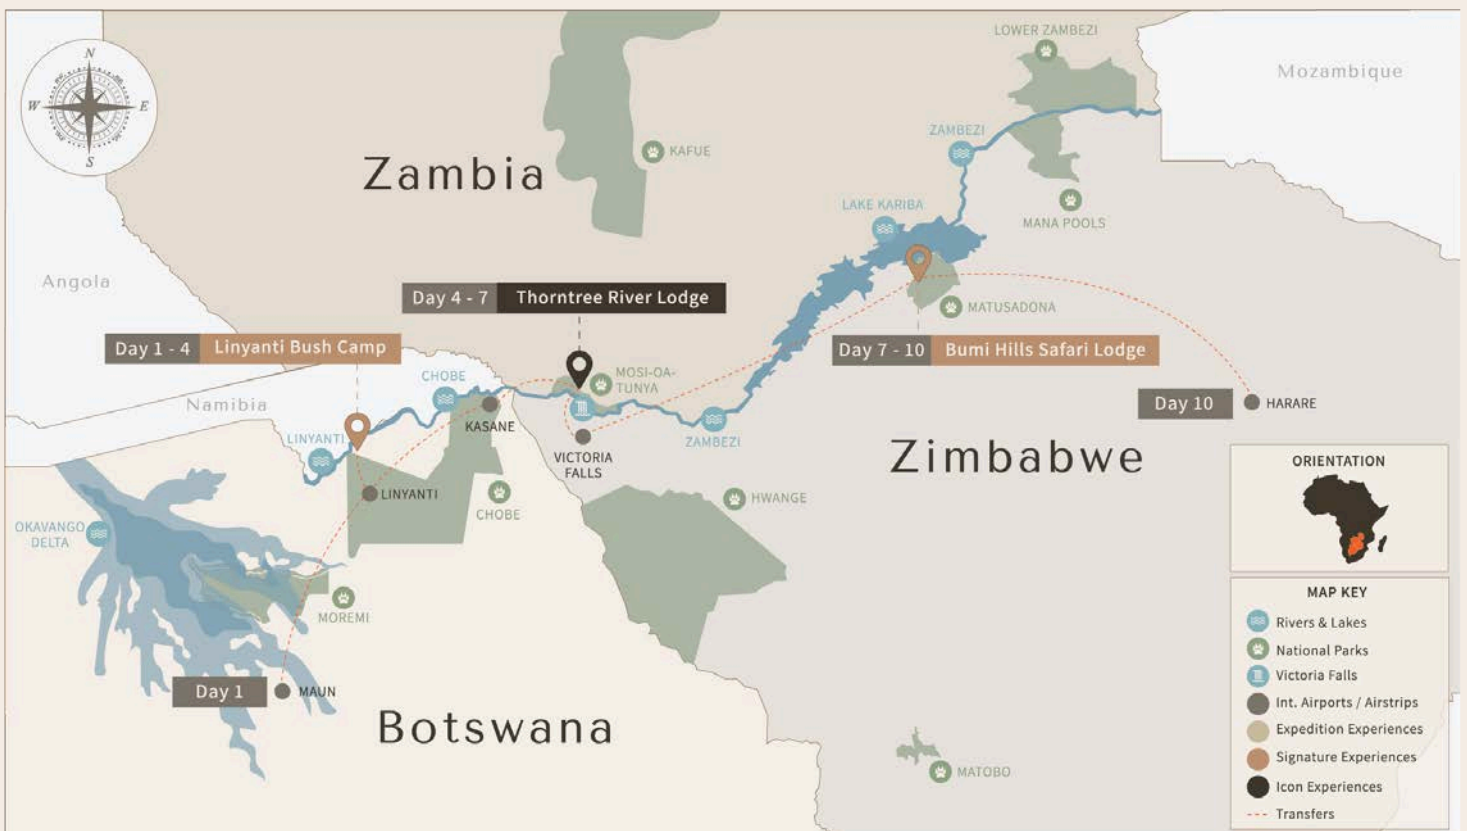 N
W
E
S
LOWER ZAMBEZI
Mozambique
ZAMBEZI
KAFUE
Zambia
LAKE KARIBA
MANA POOLS
Angola
Day 4 - 7 Thorntree River Lodge
MATUSADONA
Day 1 - 4 Linyanti Bush Camp
Day 7 - 10 Bumi Hills Safari Lodge
CHOBE
MOSI-OA-
TUNYA
Namibia
Day 10
HARARE
KASANE
LINYANTI
ZAMBEZI
VICTORIA
FALLS
Zimbabwe
LINYANTI
HWANGE
CHOBE
OKAVANGO
DELTA
MOREMI
Day 1
MAUN
Botswana
MATOBO
ORIENTATION
MAP KEY
Rivers & Lakes
National Parks
Victoria Falls
Int. Airports / Airstrips
Expedition Experiences
Signature Experiences
Icon Experiences
Transfers